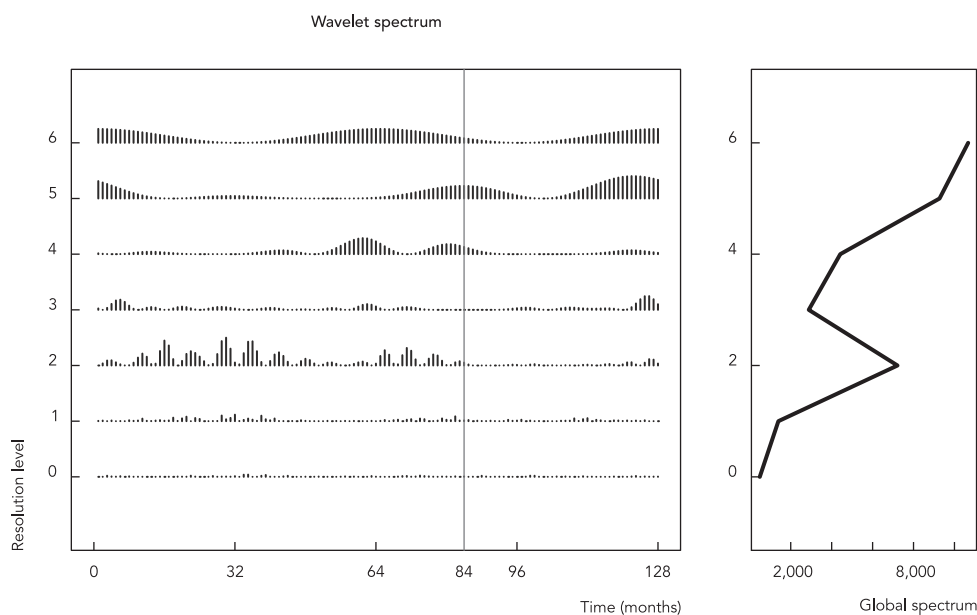 Wavelet spectrum
6
5
4
3
2
1
0
Resolution level
0 32 64 84 96 128
Time (months)
6
4
2
0
2,000 8,000
Global spectrum